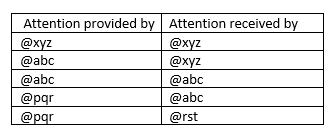 Attention provided by Attention received by
@xyz @xyz
@abc @xyz
@abc @abc
@pqr @abc
@pqr @rst